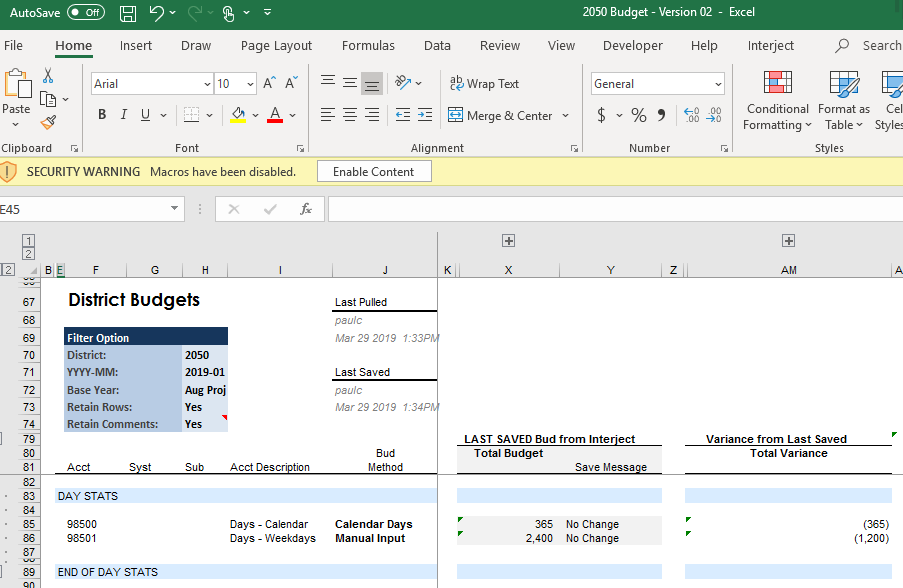 AutoSave Off 2050 Budget - Version 02 - Excel
File Home Insert Draw Page Layout Formulas Data Review View Developer Help Interject Search
Paste Arial 10 A A ab Wrap Text General Conditional Formatting Format as Table Cel Styles
B I U A Merge & Center $ % 9 .00 .00
Clipboard Font Alignment Number Styles
! SECURITY WARNING Macros have been disabled. Enable Content
E45 fx
1
2
2 B E F G H I J K X Y Z AM A
67 District Budgets Last Pulled
68 paulc
69 Filter Option Mar 29 2019 1:33PM
70 District: 2050
71 YYYY-MM: 2019-01 Last Saved
72 Base Year: Aug Proj paulc
73 Retain Rows: Yes Mar 29 2019 1:34PM
74 Retain Comments: Yes
79 LAST SAVED Bud from Interject Variance from Last Saved
80 Bud Total Budget Total Variance
81 Acct Syst Sub Acct Description Method Save Message
82
83 DAY STATS
84
85 98500 Days - Calendar Calendar Days 365 No Change (365)
86 98501 Days - Weekdays Manual Input 2,400 No Change (1,200)
87
89 END OF DAY STATS
90